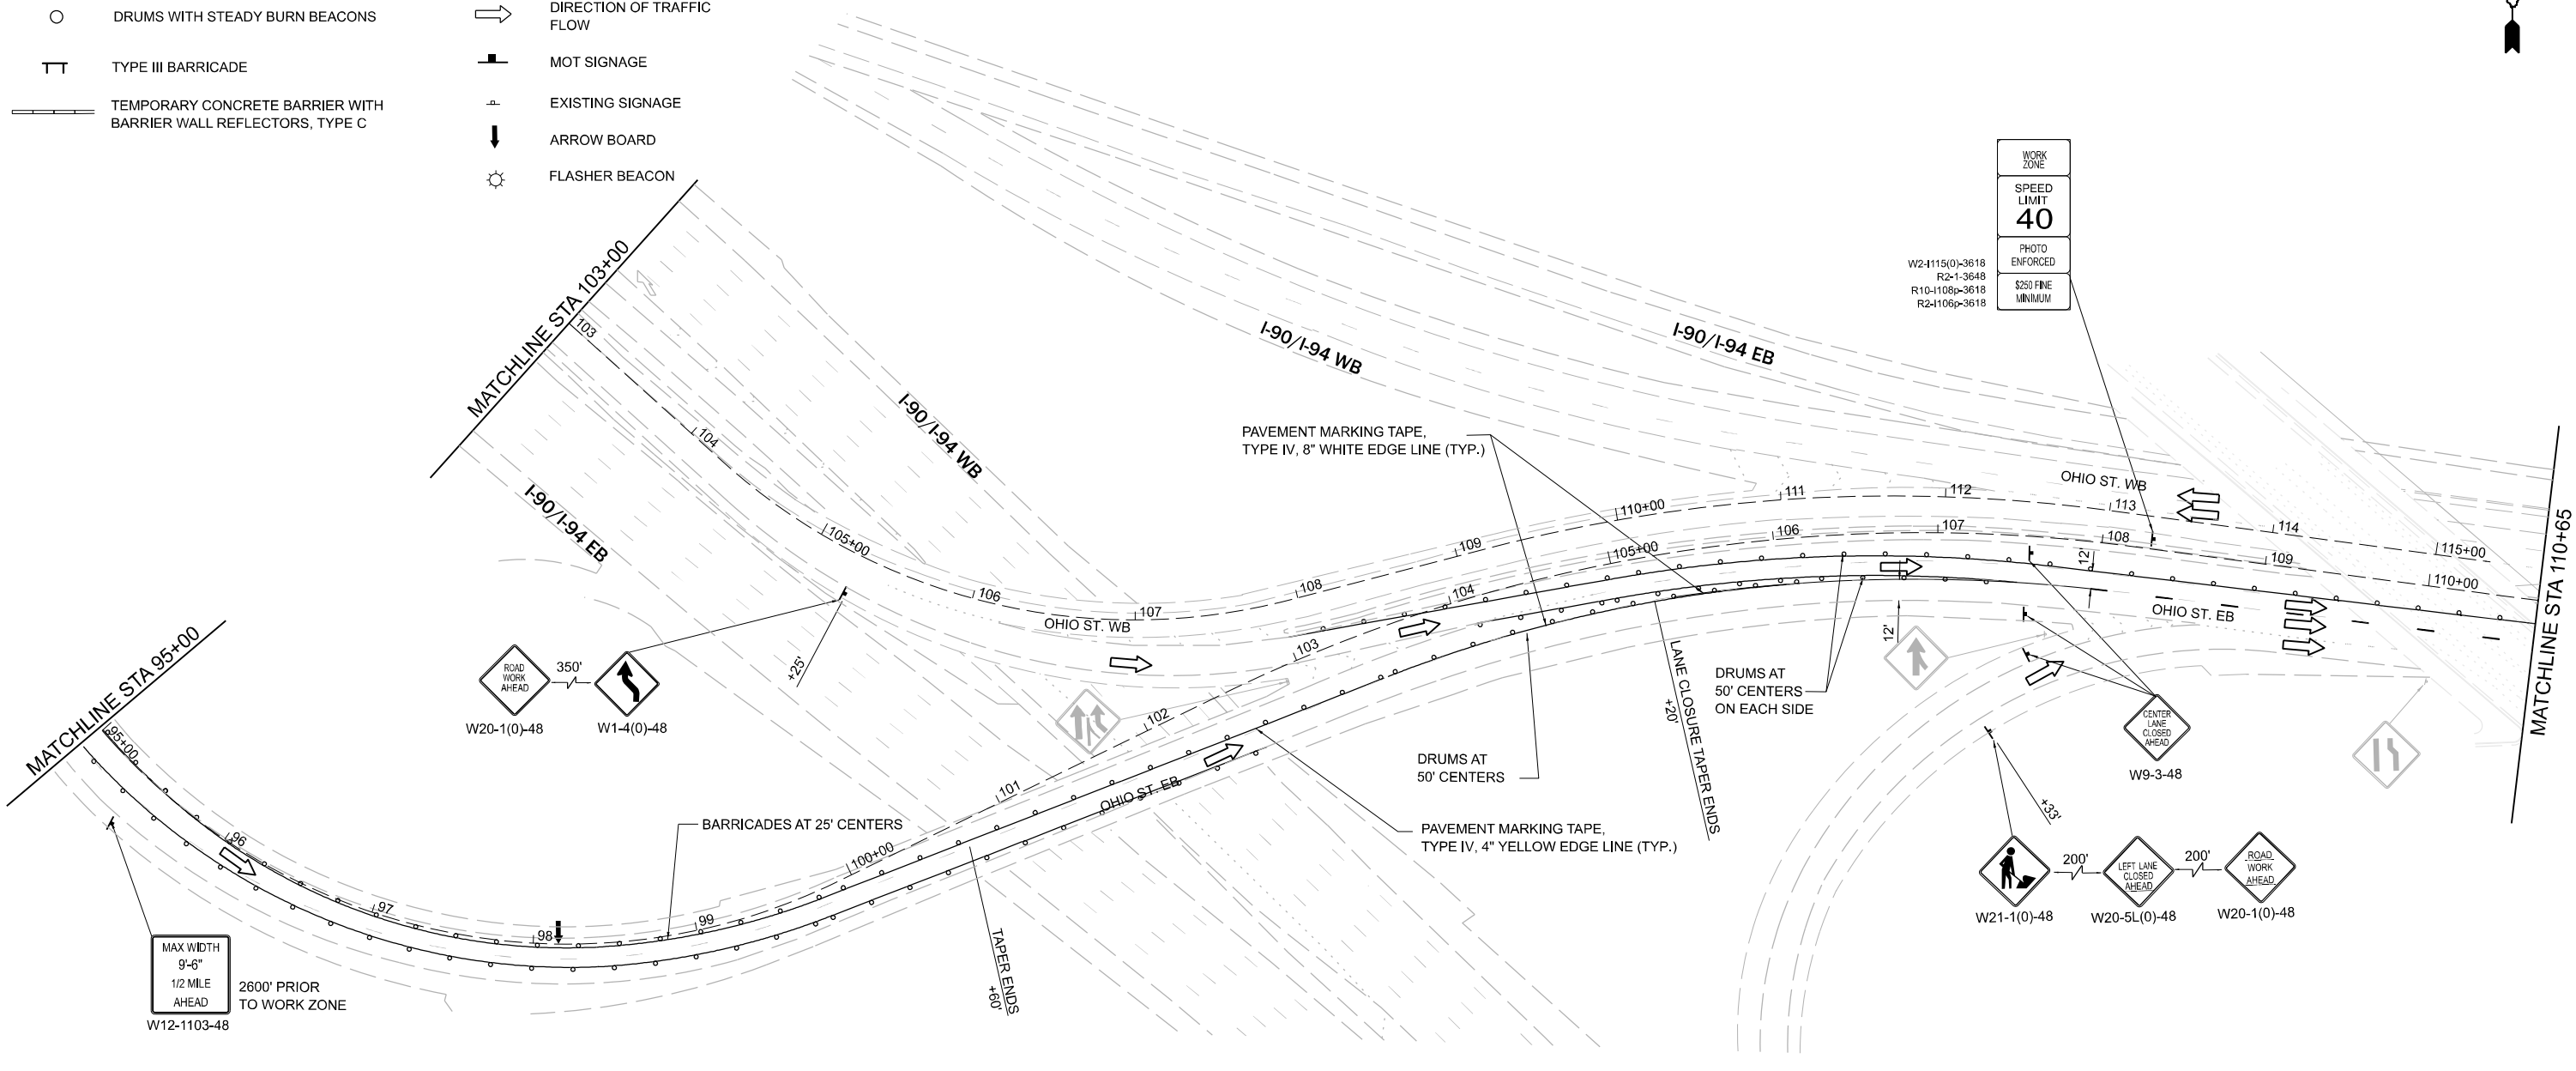 DRUMS WITH STEADY BURN BEACONS
TYPE III BARRICADE
TEMPORARY CONCRETE BARRIER WITH
BARRIER WALL REFLECTORS, TYPE C
DIRECTION OF TRAFFIC
FLOW
MOT SIGNAGE
EXISTING SIGNAGE
ARROW BOARD
FLASHER BEACON
WORK
ZONE
SPEED
LIMIT
40
PHOTO
ENFORCED
$250 FINE
MINIMUM
W2-I115(0)-3618
R2-1-3648
R10-I108p-3618
R2-I106p-3618
MATCHLINE STA 103+00
103
104
105+00
106
107
108
109
110+00
111
112
113
114
115+00
I-90/I-94 WB
I-90/I-94 EB
I-90/I-94 WB
I-90/I-94 EB
OHIO ST. WB
OHIO ST. WB
PAVEMENT MARKING TAPE,
TYPE IV, 8" WHITE EDGE LINE (TYP.)
MATCHLINE STA 110+65
MATCHLINE STA 95+00
95+00
96
97
98
99
100+00
101
102
103
104
105+00
106
107
108
109
110+00
12'
12'
OHIO ST. EB
OHIO ST. EB
ROAD
WORK
AHEAD
350'
W20-1(0)-48
W1-4(0)-48
+25'
BARRICADES AT 25' CENTERS
MAX WIDTH
9'-6"
1/2 MILE
AHEAD
2600' PRIOR
TO WORK ZONE
W12-1103-48
TAPER ENDS
+60'
DRUMS AT
50' CENTERS
PAVEMENT MARKING TAPE,
TYPE IV, 4" YELLOW EDGE LINE (TYP.)
LANE CLOSURE TAPER ENDS
+20'
DRUMS AT
50' CENTERS
ON EACH SIDE
CENTER
LANE
CLOSED
AHEAD
W9-3-48
+33'
200'
LEFT LANE
CLOSED
AHEAD
200'
ROAD
WORK
AHEAD
W21-1(0)-48
W20-5L(0)-48
W20-1(0)-48